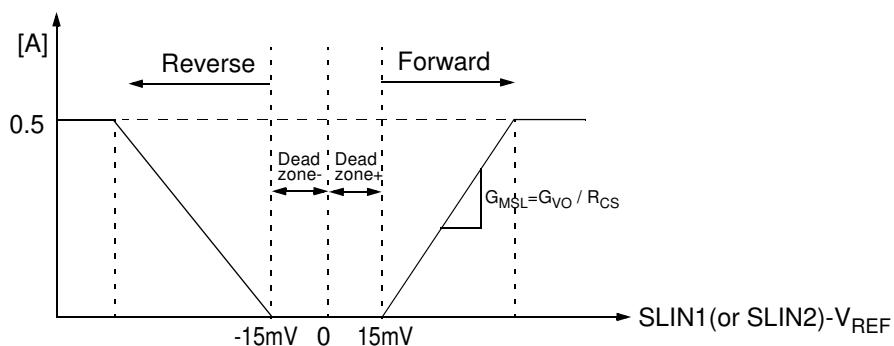 [A]
Reverse
Forward
0.5
Dead zone-
Dead zone+
G_MSL=G_VO / R_CS
-15mV
0
15mV
SLIN1(or SLIN2)-V_REF